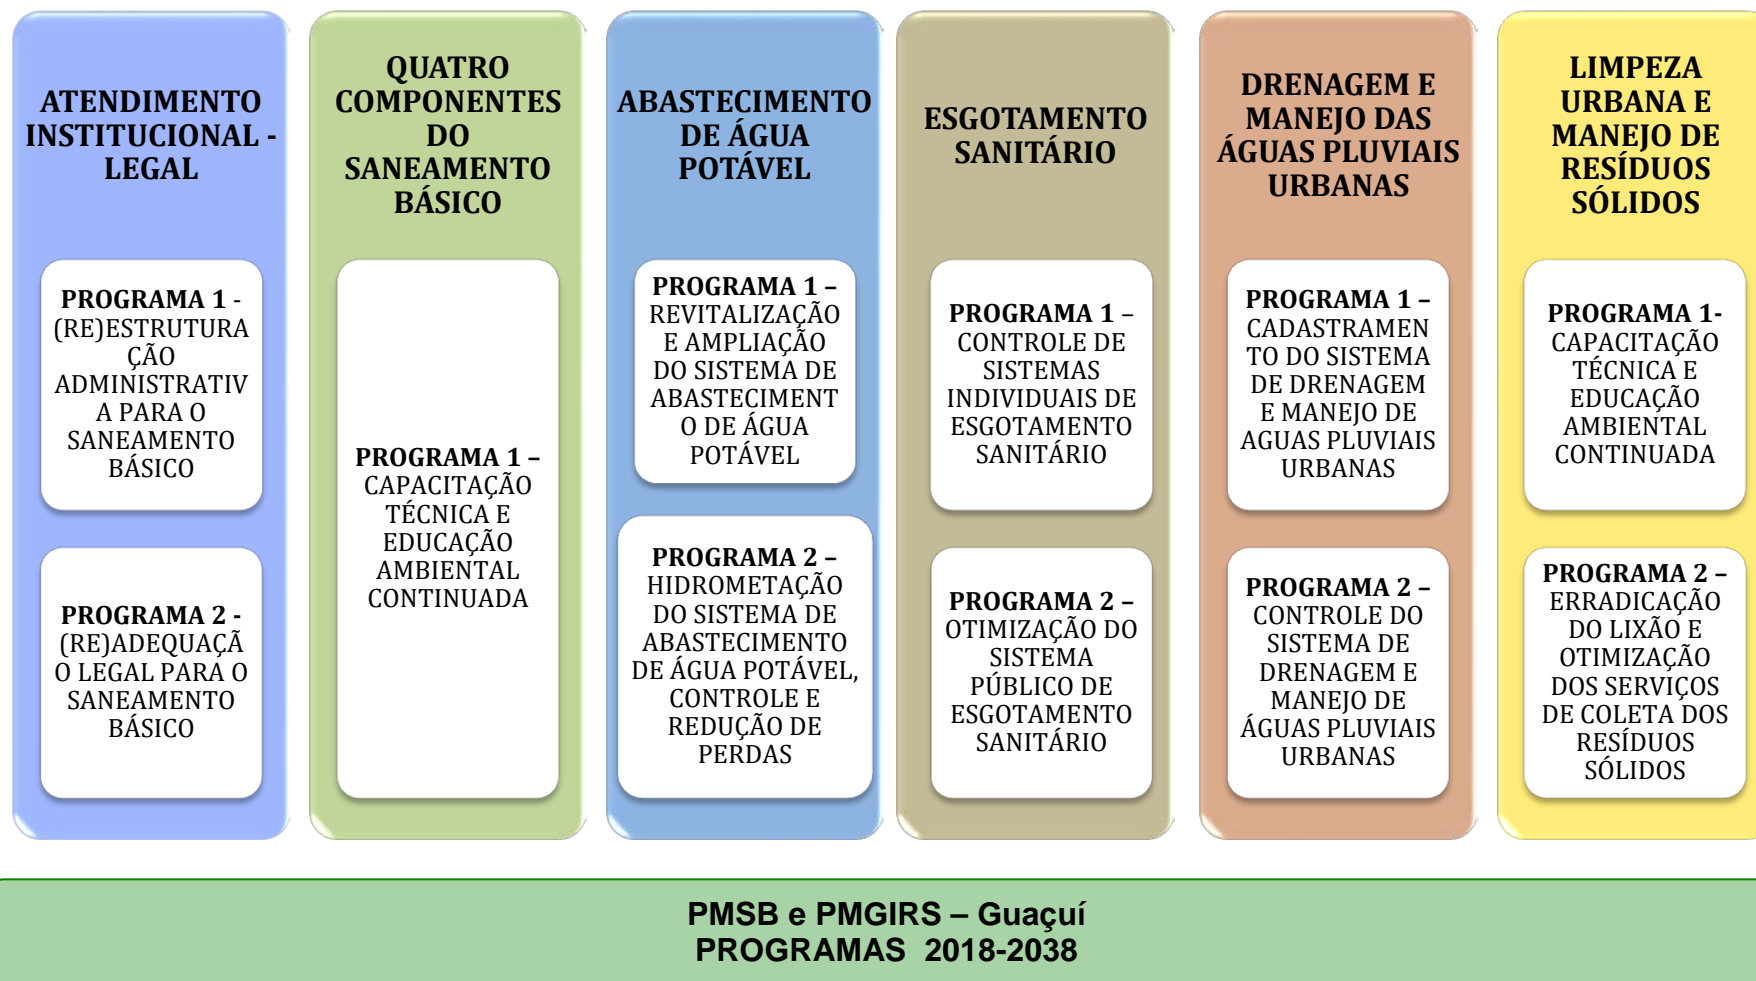 ATENDIMENTO
INSTITUCIONAL -
LEGAL
PROGRAMA 1 -
(RE)ESTRUTURA
ÇÃO
ADMINISTRATIV
A PARA O
SANEAMENTO
BÁSICO
PROGRAMA 2 -
(RE)ADEQUAÇÃ
O LEGAL PARA O
SANEAMENTO
BÁSICO
QUATRO
COMPONENTES
DO
SANEAMENTO
BÁSICO
PROGRAMA 1 –
CAPACITAÇÃO
TÉCNICA E
EDUCAÇÃO
AMBIENTAL
CONTINUADA
ABASTECIMENTO
DE ÁGUA
POTÁVEL
PROGRAMA 1 –
REVITALIZAÇÃO
E AMPLIAÇÃO
DO SISTEMA DE
ABASTECIMENT
O DE ÁGUA
POTÁVEL
PROGRAMA 2 –
HIDROMETAÇÃO
DO SISTEMA DE
ABASTECIMENTO
DE ÁGUA POTÁVEL,
CONTROLE E
REDUÇÃO DE
PERDAS
ESGOTAMENTO
SANITÁRIO
PROGRAMA 1 –
CONTROLE DE
SISTEMAS
INDIVIDUAIS DE
ESGOTAMENTO
SANITÁRIO
PROGRAMA 2 –
OTIMIZAÇÃO DO
SISTEMA
PÚBLICO DE
ESGOTAMENTO
SANITÁRIO
DRENAGEM E
MANEJO DAS
ÁGUAS PLUVIAIS
URBANAS
PROGRAMA 1 –
CADASTRAMEN
TO DO SISTEMA
DE DRENAGEM
E MANEJO DE
AGUAS PLUVIAIS
URBANAS
PROGRAMA 2 –
CONTROLE DO
SISTEMA DE
DRENAGEM E
MANEJO DE
ÁGUAS PLUVIAIS
URBANAS
LIMPEZA
URBANA E
MANEJO DE
RESÍDUOS
SÓLIDOS
PROGRAMA 1-
CAPACITAÇÃO
TÉCNICA E
EDUCAÇÃO
AMBIENTAL
CONTINUADA
PROGRAMA 2 –
ERRADICAÇÃO
DO LIXÃO E
OTIMIZAÇÃO
DOS SERVIÇOS
DE COLETA DOS
RESÍDUOS
SÓLIDOS
PMSB e PMGIRS – Guaçuí
PROGRAMAS 2018-2038